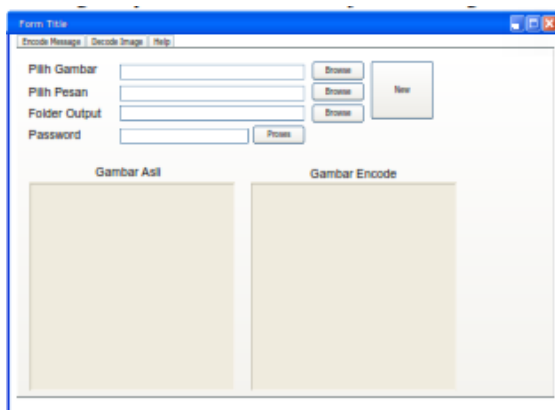 Form Title
Encode Message Decode Image Help
Pilih Gambar Browse
Pilih Pesan Browse New
Folder Output Browse
Password Proses
Gambar Asli Gambar Encode